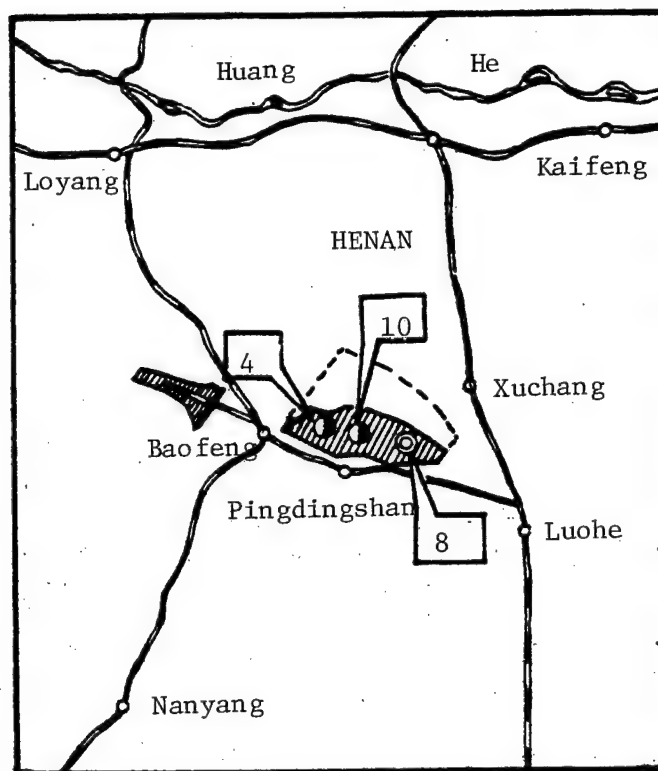 Huang
He
Loyang
Kaifeng
HENAN
10
4
Xuchang
Baofeng
Pingdingshan
8
Luohe
Nanyang